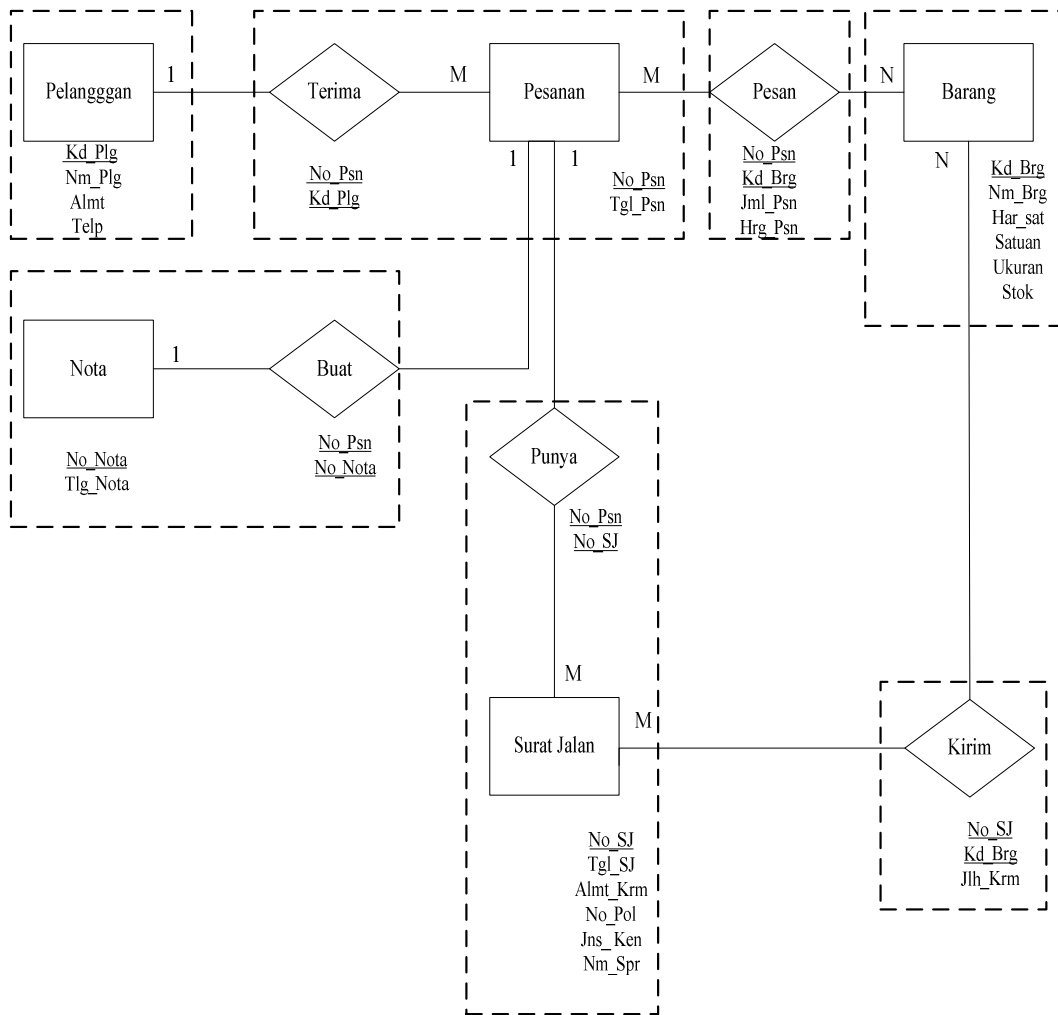 Pelangggan
1
Terima
M
Pesanan
M
Pesan
N
Barang
Kd_Plg
Nm_Plg
Almt
Telp
No_Psn
Kd_Plg
1
1
No_Psn
Tgl_Psn
No_Psn
Kd_Brg
Jml_Psn
Hrg_Psn
N
Kd_Brg
Nm_Brg
Har_sat
Satuan
Ukuran
Stok
Nota
1
Buat
No_Nota
Tlg_Nota
No_Psn
No_Nota
Punya
No_Psn
No_SJ
M
Surat Jalan
M
Kirim
No_SJ
Tgl_SJ
Almt_Krm
No_Pol
Jns_Ken
Nm_Spr
No_SJ
Kd_Brg
Jlh_Krm